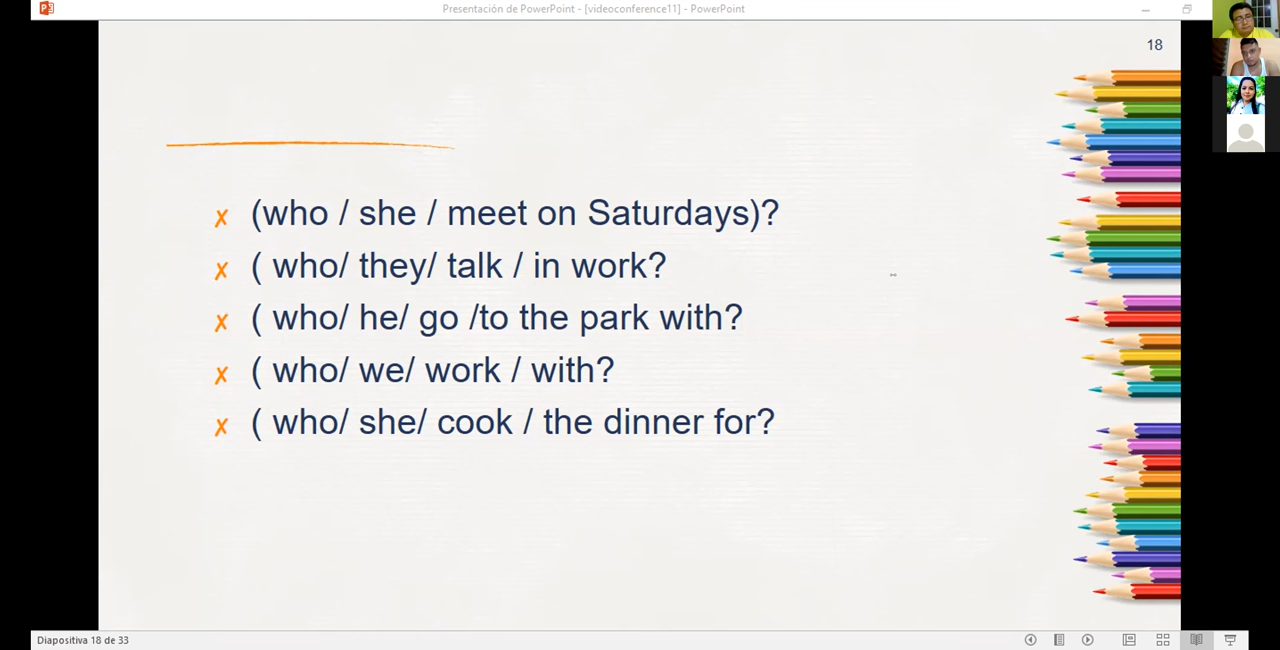 Presentación de PowerPoint - [videoconference11] - PowerPoint
18
(who / she / meet on Saturdays)?
( who/ they/ talk / in work?
( who/ he/ go /to the park with?
( who/ we/ work / with?
( who/ she/ cook / the dinner for?
Diapositiva 18 de 33